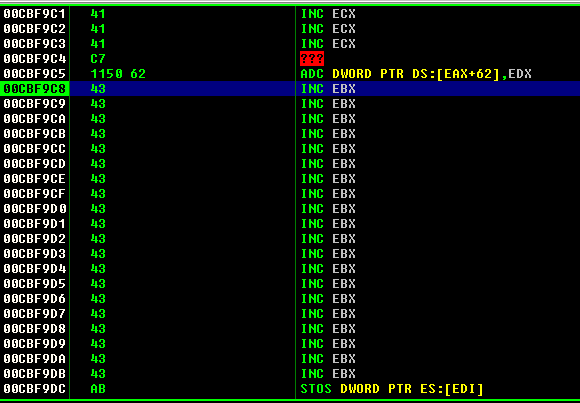 00CBF9C1 41 INC ECX
00CBF9C2 41 INC ECX
00CBF9C3 41 INC ECX
00CBF9C4 C7 ???
00CBF9C5 1150 62 ADC DWORD PTR DS:[EAX+62],EDX
00CBF9C8 43 INC EBX
00CBF9C9 43 INC EBX
00CBF9CA 43 INC EBX
00CBF9CB 43 INC EBX
00CBF9CC 43 INC EBX
00CBF9CD 43 INC EBX
00CBF9CE 43 INC EBX
00CBF9CF 43 INC EBX
00CBF9D0 43 INC EBX
00CBF9D1 43 INC EBX
00CBF9D2 43 INC EBX
00CBF9D3 43 INC EBX
00CBF9D4 43 INC EBX
00CBF9D5 43 INC EBX
00CBF9D6 43 INC EBX
00CBF9D7 43 INC EBX
00CBF9D8 43 INC EBX
00CBF9D9 43 INC EBX
00CBF9DA 43 INC EBX
00CBF9DB 43 INC EBX
00CBF9DC AB STOS DWORD PTR ES:[EDI]